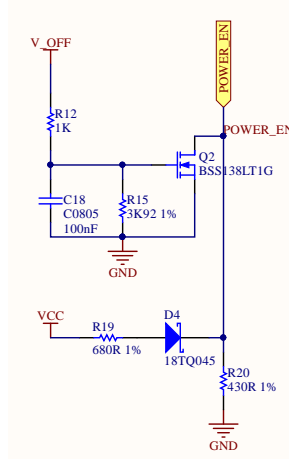 V_OFF
POWER_EN
R12
1K
POWER_EN
Q2
BSS138LT1G
C18
C0805
100nF
R15
3K92 1%
GND
VCC
R19
680R 1%
D4
18TQ045
R20
430R 1%
GND